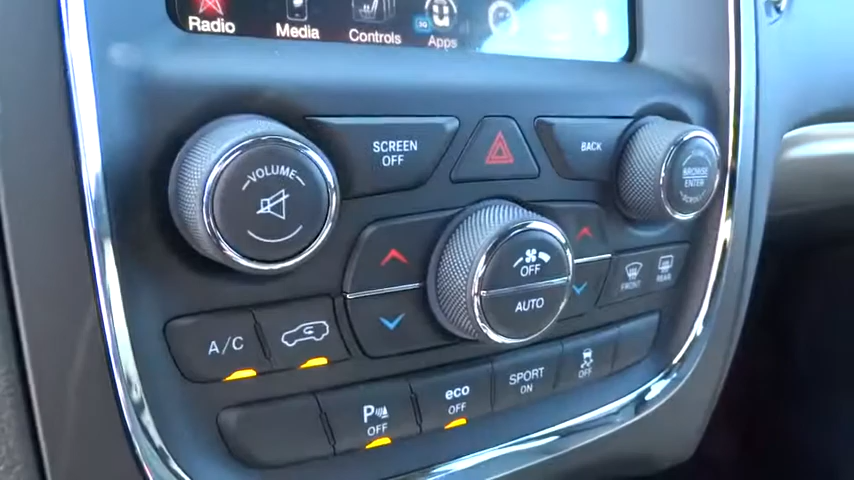 Radio
Media
Controls
Apps
VOLUME
SCREEN
OFF
BACK
BROWSE
ENTER
SCROLL
OFF
AUTO
FRONT
REAR
A/C
P
OFF
eco
OFF
SPORT
ON
OFF